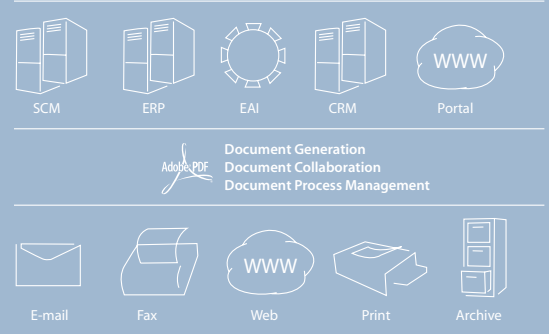 WWW
SCM ERP EAI CRM Portal
Adobe PDF
Document Generation
Document Collaboration
Document Process Management
WWW
E-mail Fax Web Print Archive